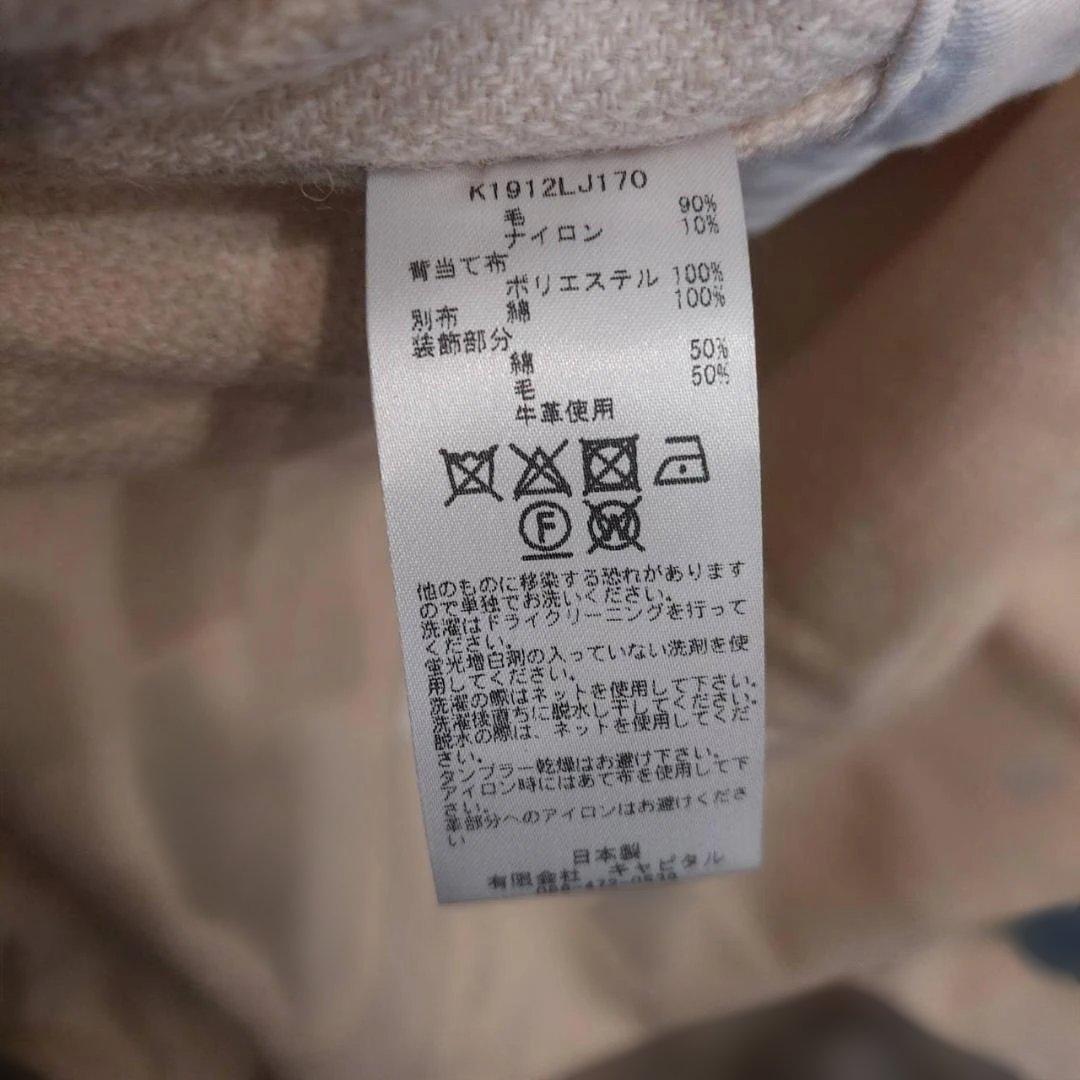 K1912LJ170
毛 90%
ナイロン 10%
背当て布
ポリエステル 100%
別布 綿 100%
装飾部分
綿 50%
毛 50%
牛革使用
F
W
他のものに移染する恐れがあります
ので単独でお洗いください。
洗濯はドライクリーニングを行って
ください。
蛍光増白剤の入っていない洗剤を使
用してください。
洗濯の際はネットを使用して下さい。
洗濯後直ちに脱水し干してください。
脱水の際は、ネットを使用してくだ
さい。
タンブラー乾燥はお避け下さい。
アイロン時にはあて布を使用して下
さい。
革部分へのアイロンはお避けくださ
い
日本製
有限会社 キャピタル